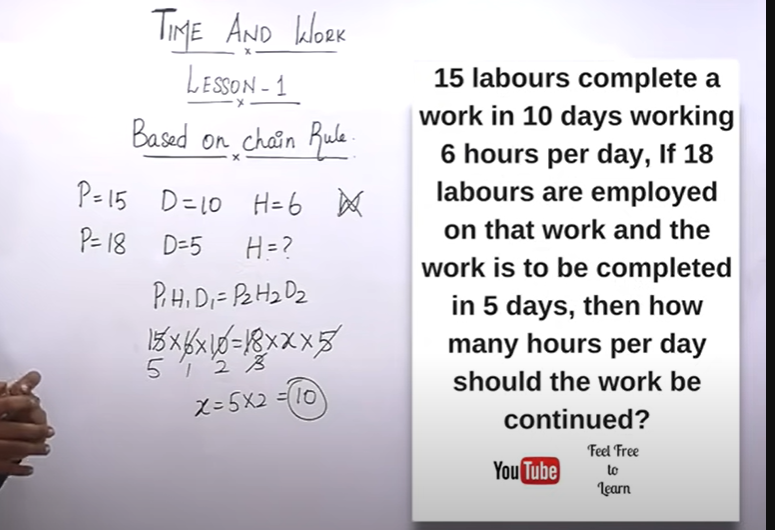 TIME AND WORK
LESSON-1
Based on chain Rule.
P=15 D=10 H=6 W
P=18 D=5 H=?
P₁H₁D₁=P₂H₂D₂
15×6×10=18×x×5
5 1 2 3
x=5×2=10
15 labours complete a
work in 10 days working
6 hours per day, If 18
labours are employed
on that work and the
work is to be completed
in 5 days, then how
many hours per day
should the work be
continued?
YouTube
Feel Free
to
Learn